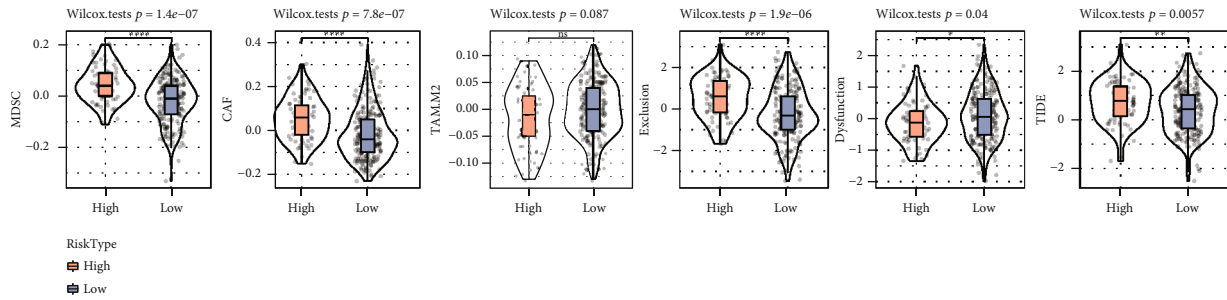 Wilcox.tests p = 1.4e−07
****
MDSC
0.2
0.0
−0.2
High Low
Wilcox.tests p = 7.8e−07
****
CAF
0.4
0.2
0.0
−0.2
High Low
Wilcox.tests p = 0.087
ns
TAMM2
0.10
0.05
0.00
−0.05
−0.10
High Low
Wilcox.tests p = 1.9e−06
****
Exclusion
2
0
−2
High Low
Wilcox.tests p = 0.04
*
Dysfunction
2
1
0
−1
−2
High Low
Wilcox.tests p = 0.0057
**
TIDE
2
0
−2
High Low
RiskType
High
Low